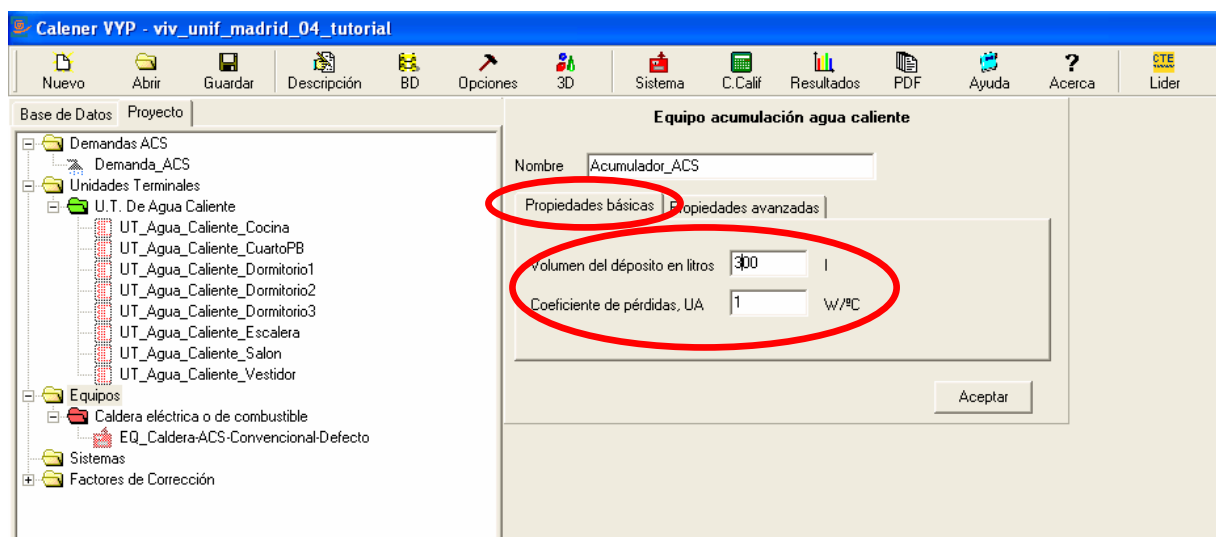 Calener VYP - viv_unif_madrid_04_tutorial
Nuevo Abrir Guardar Descripción BD Opciones 3D Sistema C.Calif Resultados PDF Ayuda ? Acerca CTE Lider
Base de Datos Proyecto
Demandas ACS
Demanda_ACS
Unidades Terminales
U.T. De Agua Caliente
UT_Agua_Caliente_Cocina
UT_Agua_Caliente_CuartoPB
UT_Agua_Caliente_Dormitorio1
UT_Agua_Caliente_Dormitorio2
UT_Agua_Caliente_Dormitorio3
UT_Agua_Caliente_Escalera
UT_Agua_Caliente_Salon
UT_Agua_Caliente_Vestidor
Equipos
Caldera eléctrica o de combustible
EQ_Caldera-ACS-Convencional-Defecto
Sistemas
Factores de Corrección
Equipo acumulación agua caliente
Nombre Acumulador_ACS
Propiedades básicas Propiedades avanzadas
Volumen del déposito en litros 300 l
Coeficiente de pérdidas, UA 1 W/ºC
Aceptar